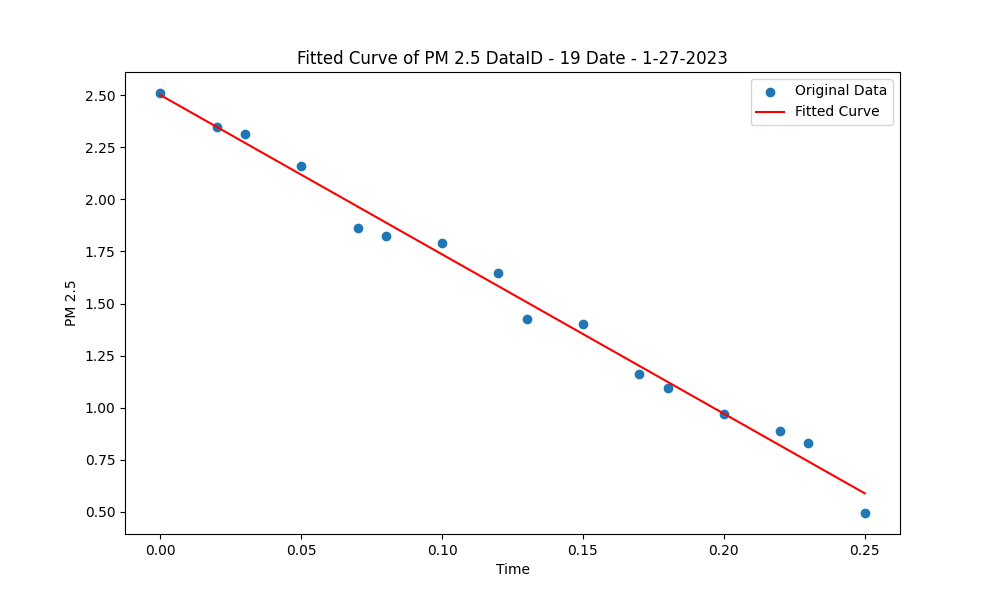 Fitted Curve of PM 2.5 DataID - 19 Date - 1-27-2023
Original Data
Fitted Curve
2.50
2.25
2.00
1.75
1.50
1.25
1.00
0.75
0.50
PM 2.5
0.00 0.05 0.10 0.15 0.20 0.25
Time